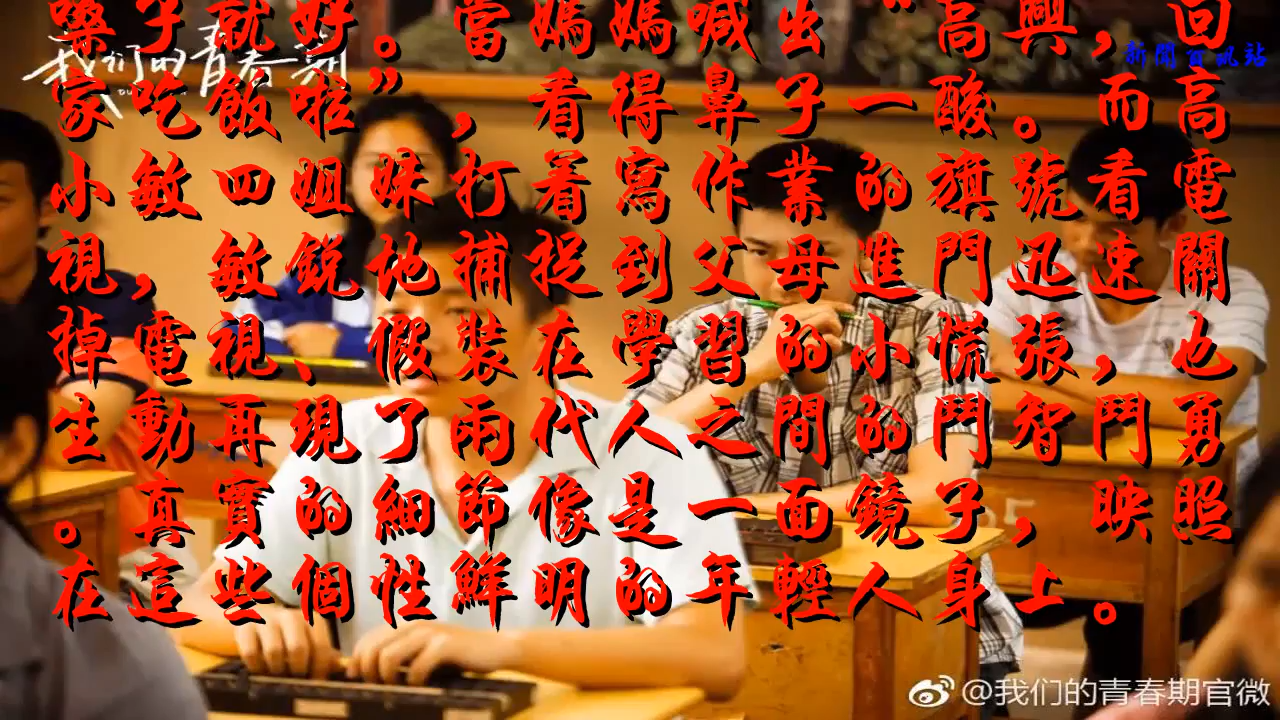 嗓子就好。當媽媽喊出“高興，回
我们的青春期
新聞百汎站
家吃飯啦”，看得鼻子一酸。而高
小敏四姐妹打着寫作業的旗號看電
視，敏銳地捕捉到父母進門迅速關
掉電視、假裝在學習的小慌張，也
生動再現了兩代人之間的鬥智鬥勇
。真實的細節像是一面鏡子，映照
在這些個性鮮明的年輕人身上。
@我们的青春期官微